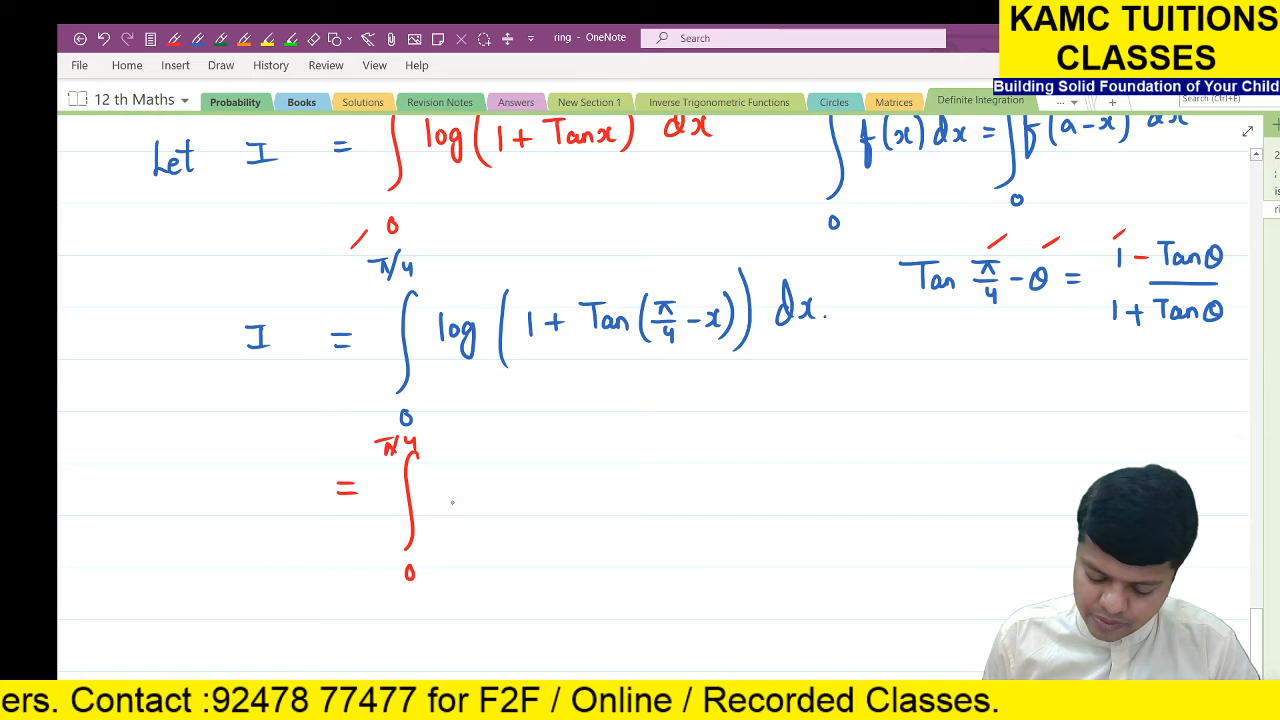 KAMC TUITIONS
CLASSES
Building Solid Foundation of Your Child
ring - OneNote
Search
File Home Insert Draw History Review View Help
12 th Maths Probability Books Solutions Revision Notes Answers New Section 1 Inverse Trigonometric Functions Circles Matrices Definite Integration ...
Search (Ctrl+E)
Let I = ∫ log(1 + Tanx) dx
0
∫ f(x) dx = ∫ f(a-x) dx
0 0
Tan π/4 - θ = 1 - Tanθ / 1 + Tanθ
π/4
I = ∫ log(1 + Tan(π/4 - x)) dx.
0
π/4
= ∫
0
ers. Contact :92478 77477 for F2F / Online / Recorded Classes.